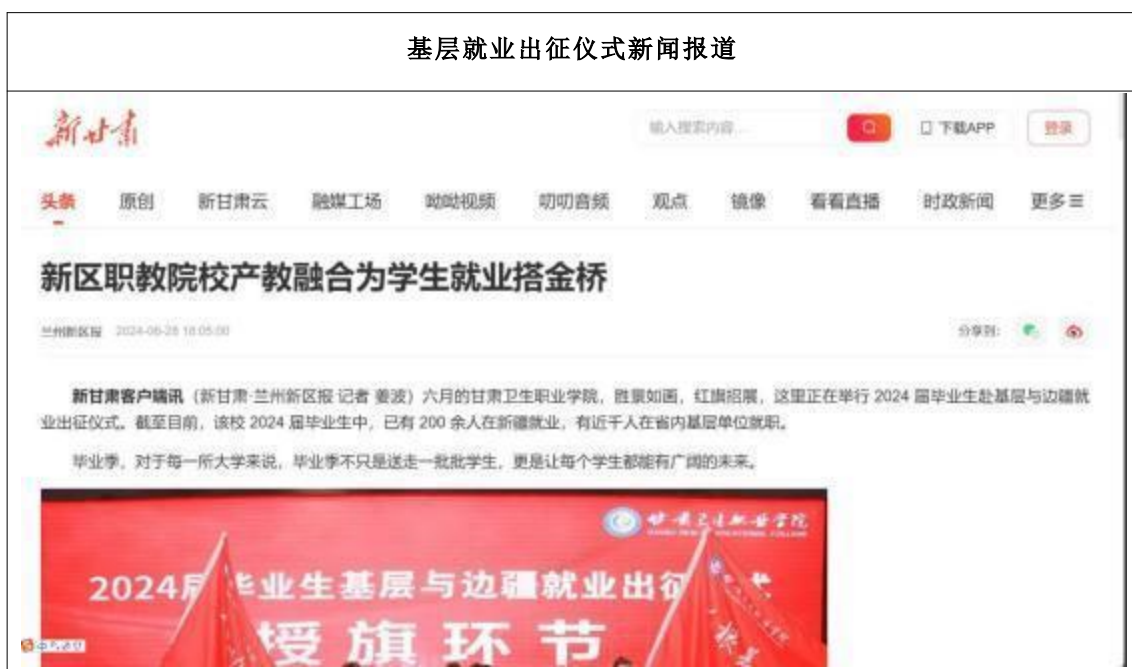 基层就业出征仪式新闻报道
新甘肃
输入搜索内容...
下载APP
登录
头条 原创 新甘肃云 融媒工场 呦呦视频 叨叨音频 观点 镜像 看看直播 时政新闻 更多
新区职教院校产教融合为学生就业搭金桥
兰州新区报 2024-06-28 18:05:00
分享到:
新甘肃客户端讯（新甘肃·兰州新区报 记者 姜波）六月的甘肃卫生职业学院，胜景如画，红旗招展，这里正在举行 2024 届毕业生赴基层与边疆就
业出征仪式。截至目前，该校 2024 届毕业生中，已有 200 余人在新疆就业，有近千人在省内基层单位就职。
毕业季，对于每一所大学来说，毕业季不只是送走一批批学生，更是让每个学生都能有广阔的未来。
甘肃卫生职业学院
2024届毕业生基层与边疆就业出征
授旗环节